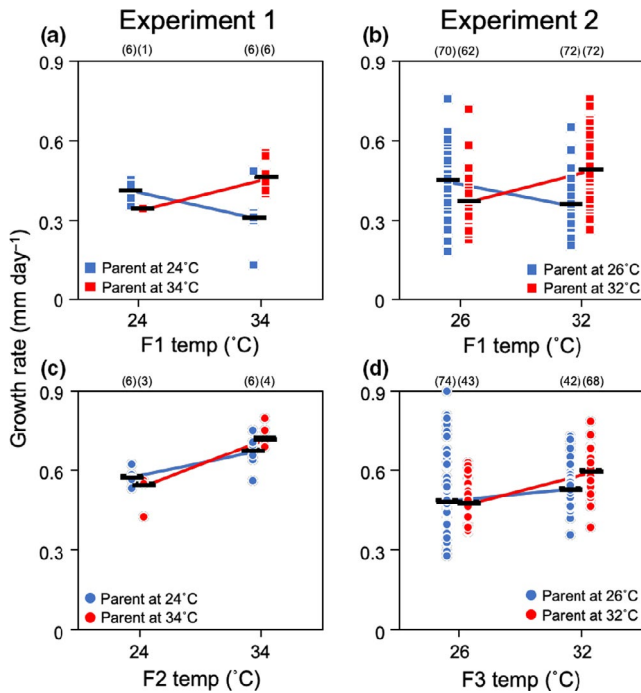 Experiment 1
Experiment 2
(a)
(6)(1)
(6)(6)
(b)
(70)(62)
(72)(72)
0.9
0.6
0.3
0
Parent at 24°C
Parent at 34°C
24
34
F1 temp (°C)
0.9
0.6
0.3
0
Parent at 26°C
Parent at 32°C
26
32
F1 temp (°C)
Growth rate (mm day⁻¹)
(c)
(6)(3)
(6)(4)
(d)
(74)(43)
(42)(68)
0.9
0.6
0.3
0
Parent at 24°C
Parent at 34°C
24
34
F2 temp (°C)
0.9
0.6
0.3
0
Parent at 26°C
Parent at 32°C
26
32
F3 temp (°C)